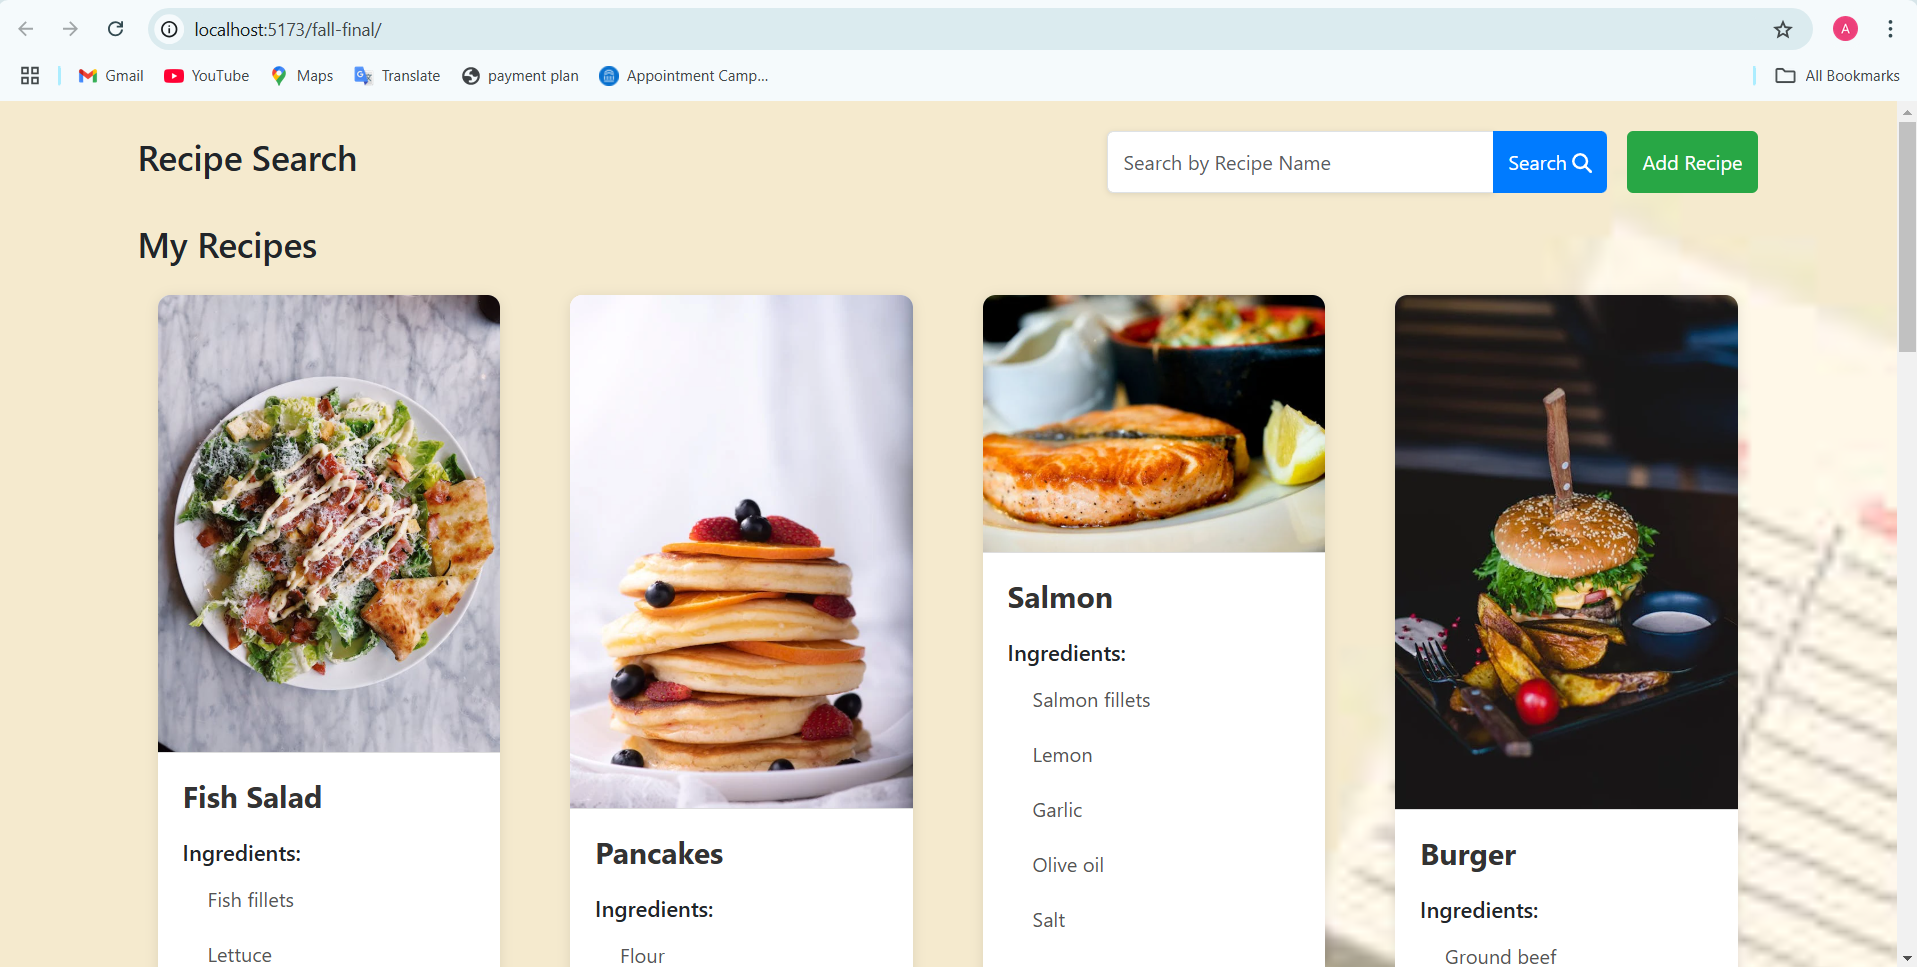 localhost:5173/fall-final/
A
Gmail YouTube Maps Translate payment plan Appointment Camp... All Bookmarks
Recipe Search
Search by Recipe Name Search Add Recipe
My Recipes
Fish Salad
Ingredients:
Fish fillets
Lettuce
Pancakes
Ingredients:
Flour
Salmon
Ingredients:
Salmon fillets
Lemon
Garlic
Olive oil
Salt
Burger
Ingredients:
Ground beef